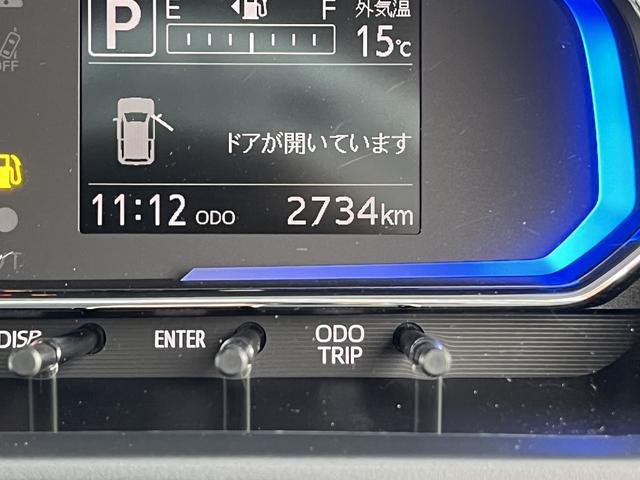 E F 外気温
P 15℃
OFF
ドアが開いています
11:12 ODO 2734km
DISP ENTER ODO
TRIP